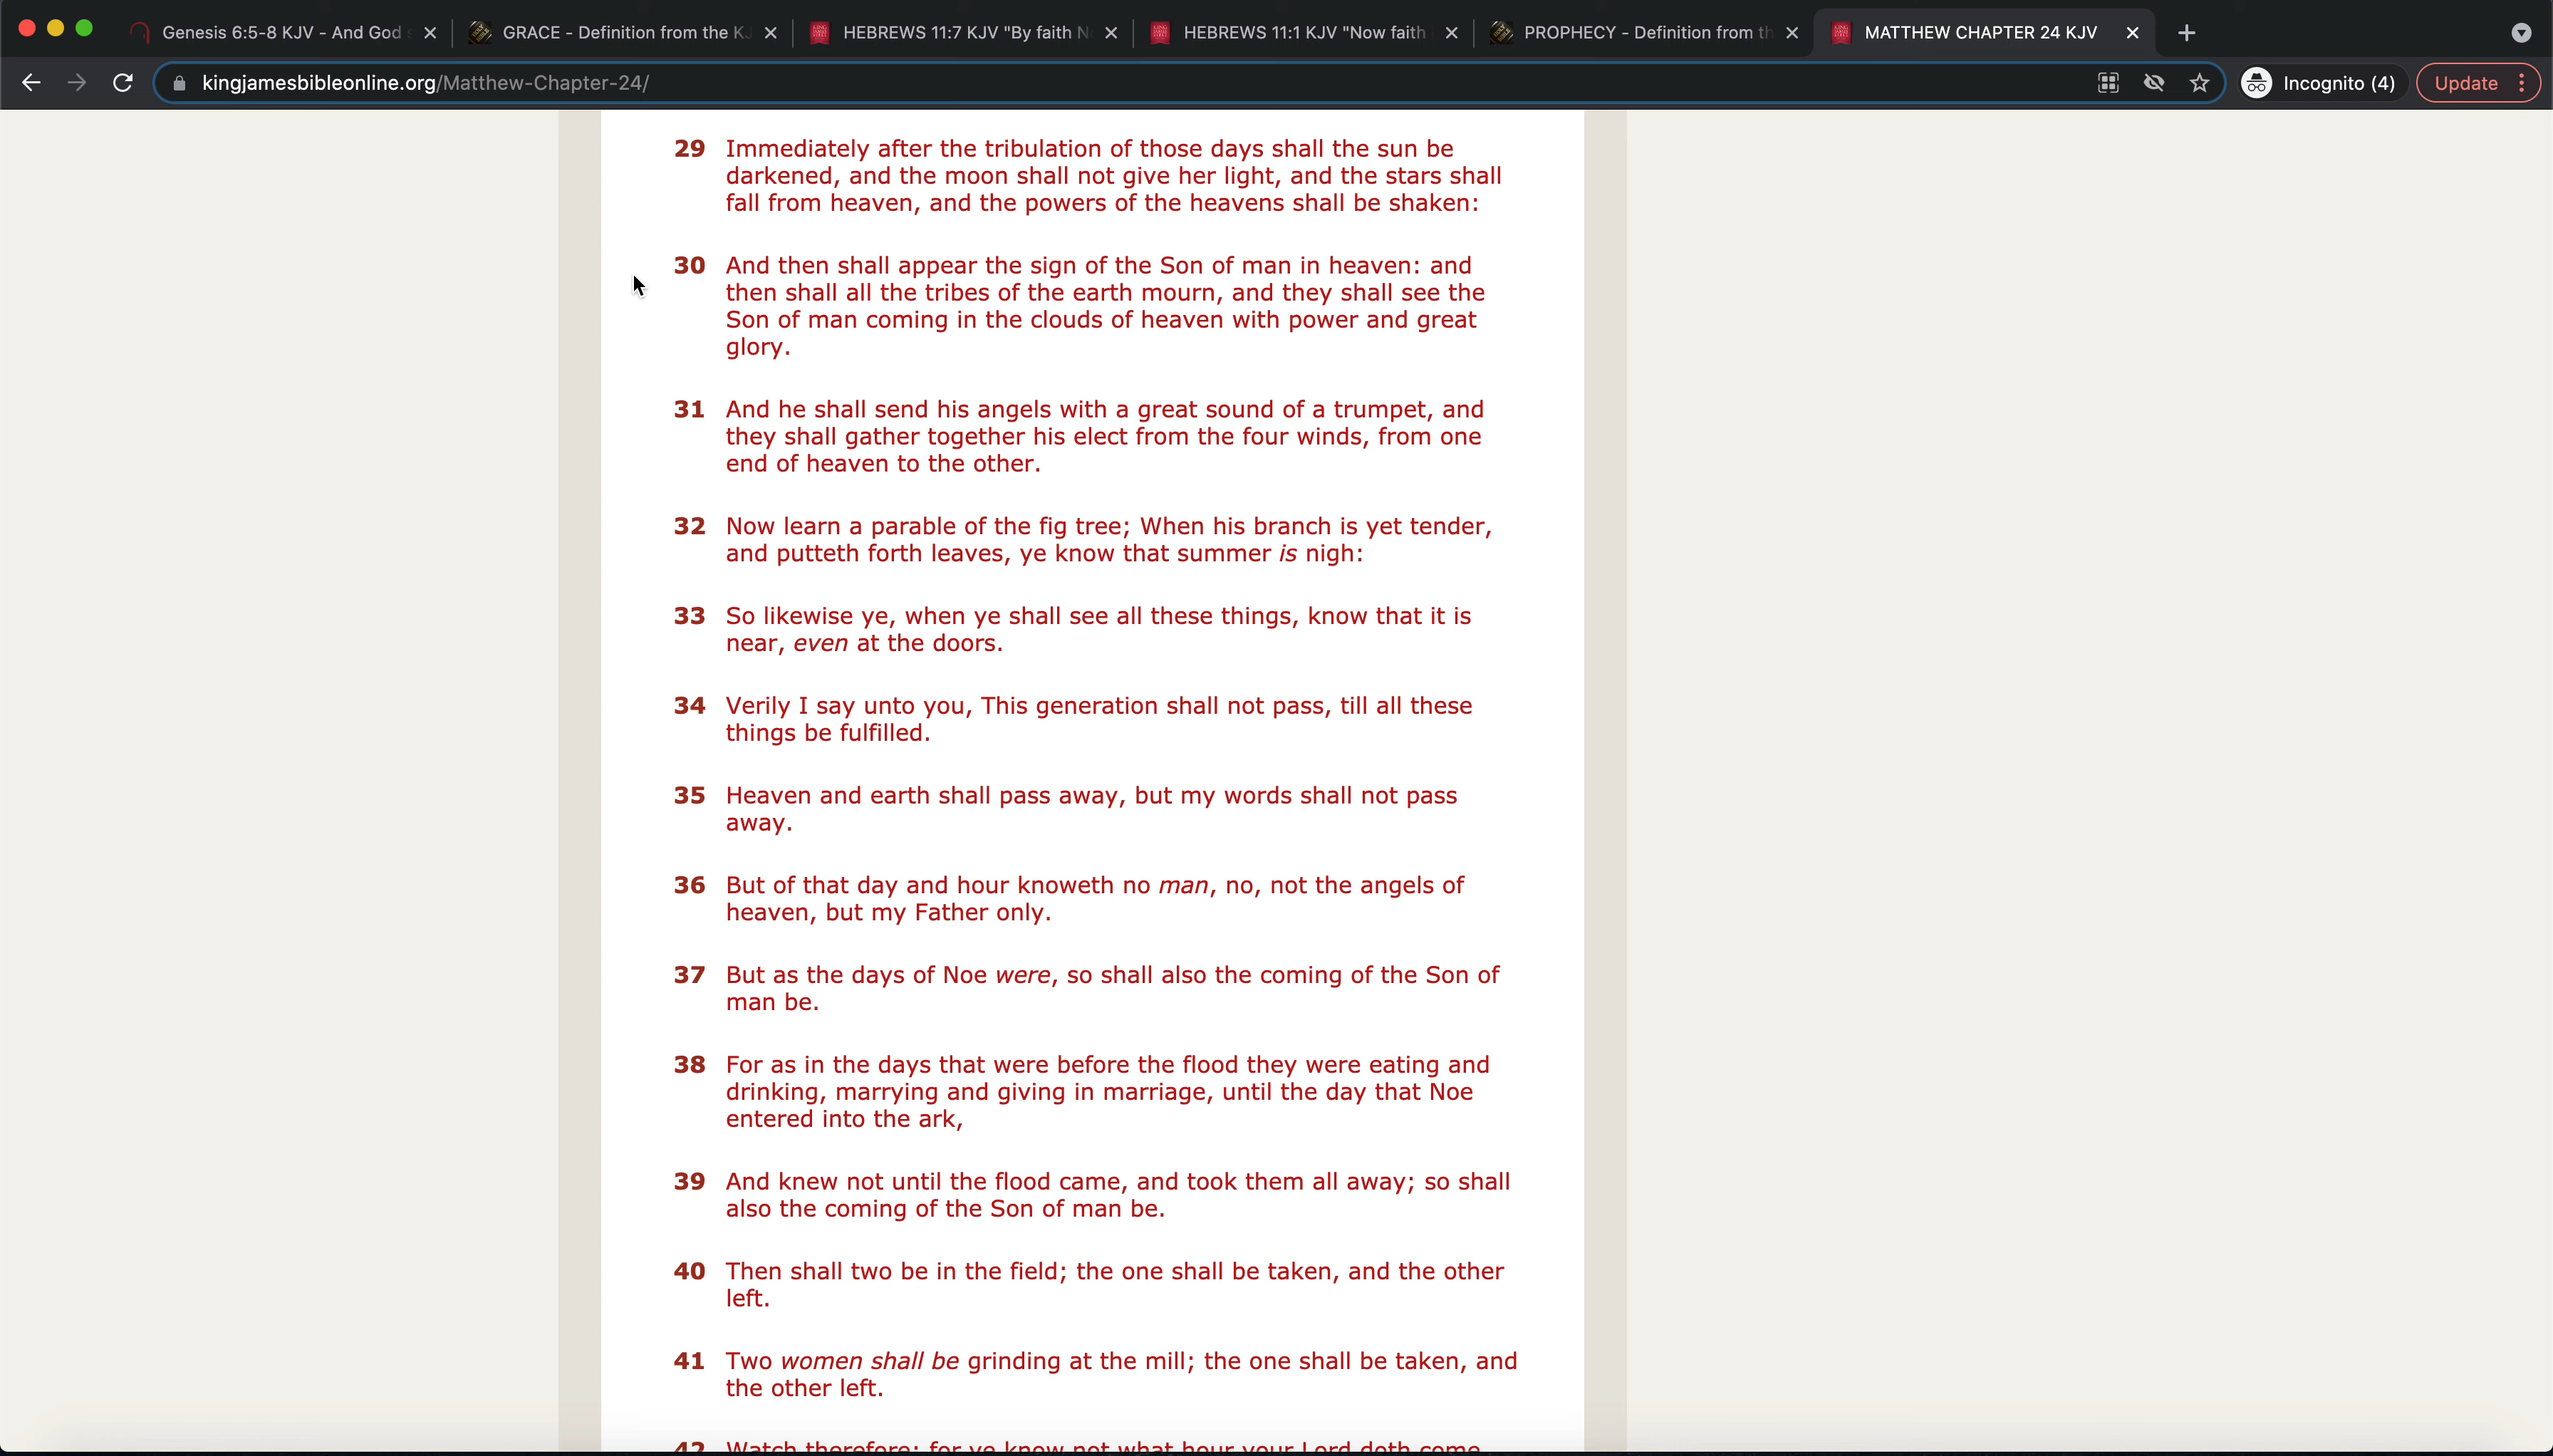 Genesis 6:5-8 KJV - And God
GRACE - Definition from the K
HEBREWS 11:7 KJV "By faith N
HEBREWS 11:1 KJV "Now faith
PROPHECY - Definition from th
MATTHEW CHAPTER 24 KJV
kingjamesbibleonline.org/Matthew-Chapter-24/
Incognito (4)
Update
29 Immediately after the tribulation of those days shall the sun be
darkened, and the moon shall not give her light, and the stars shall
fall from heaven, and the powers of the heavens shall be shaken:
30 And then shall appear the sign of the Son of man in heaven: and
then shall all the tribes of the earth mourn, and they shall see the
Son of man coming in the clouds of heaven with power and great
glory.
31 And he shall send his angels with a great sound of a trumpet, and
they shall gather together his elect from the four winds, from one
end of heaven to the other.
32 Now learn a parable of the fig tree; When his branch is yet tender,
and putteth forth leaves, ye know that summer is nigh:
33 So likewise ye, when ye shall see all these things, know that it is
near, even at the doors.
34 Verily I say unto you, This generation shall not pass, till all these
things be fulfilled.
35 Heaven and earth shall pass away, but my words shall not pass
away.
36 But of that day and hour knoweth no man, no, not the angels of
heaven, but my Father only.
37 But as the days of Noe were, so shall also the coming of the Son of
man be.
38 For as in the days that were before the flood they were eating and
drinking, marrying and giving in marriage, until the day that Noe
entered into the ark,
39 And knew not until the flood came, and took them all away; so shall
also the coming of the Son of man be.
40 Then shall two be in the field; the one shall be taken, and the other
left.
41 Two women shall be grinding at the mill; the one shall be taken, and
the other left.
42 Watch therefore: for ye know not what hour your Lord doth come.